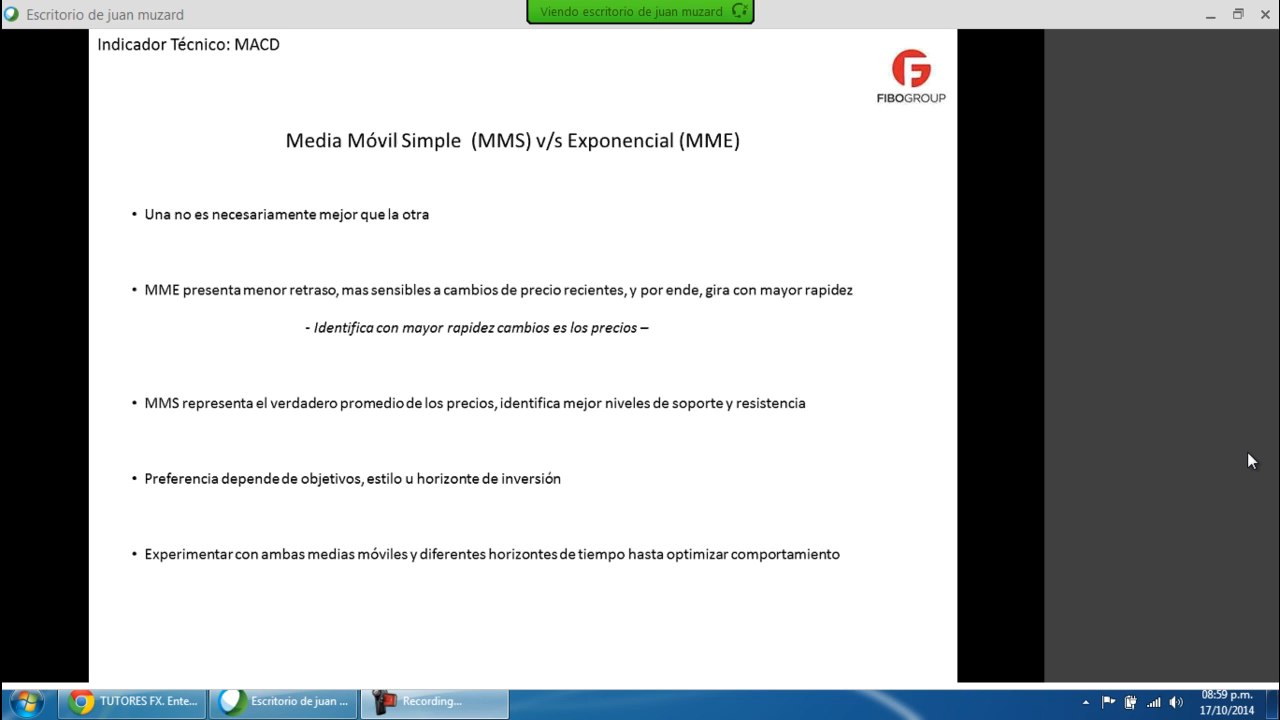 Escritorio de juan muzard
Viendo escritorio de juan muzard
Indicador Técnico: MACD
FIBOGROUP
Media Móvil Simple (MMS) v/s Exponencial (MME)
• Una no es necesariamente mejor que la otra
• MME presenta menor retraso, mas sensibles a cambios de precio recientes, y por ende, gira con mayor rapidez
- Identifica con mayor rapidez cambios es los precios –
• MMS representa el verdadero promedio de los precios, identifica mejor niveles de soporte y resistencia
• Preferencia depende de objetivos, estilo u horizonte de inversión
• Experimentar con ambas medias móviles y diferentes horizontes de tiempo hasta optimizar comportamiento
TUTORES FX. Ente...
Escritorio de juan ...
Recording...
08:59 p.m.
17/10/2014